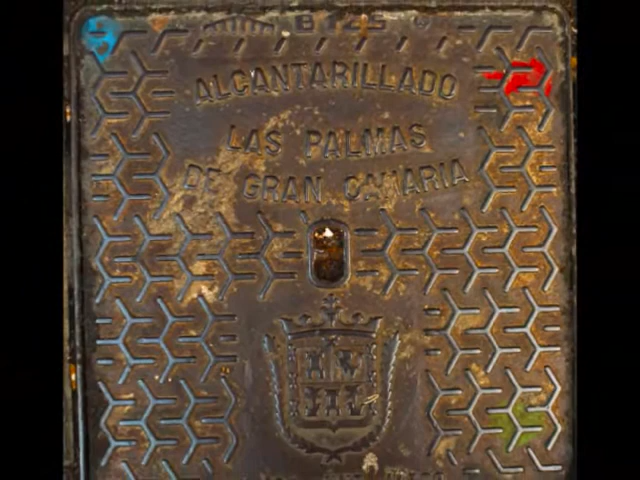 B125
ALCANTARILLADO
LAS PALMAS
DE GRAN CANARIA